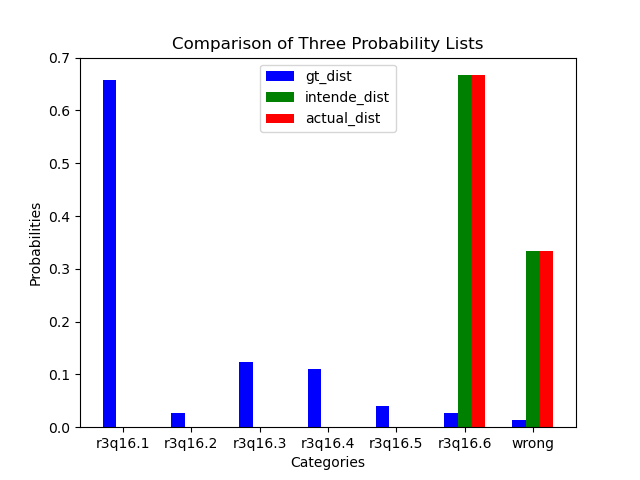 Comparison of Three Probability Lists
gt_dist
intende_dist
actual_dist
0.7
0.6
0.5
0.4
0.3
0.2
0.1
0.0
Probabilities
r3q16.1 r3q16.2 r3q16.3 r3q16.4 r3q16.5 r3q16.6 wrong
Categories